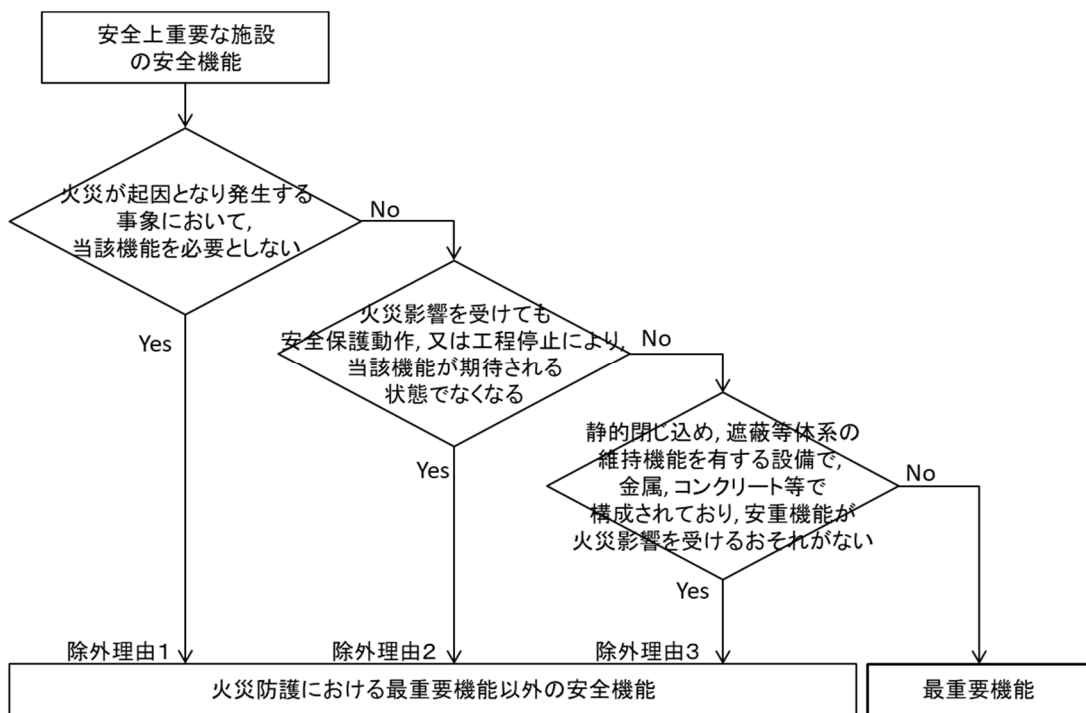 安全上重要な施設
の安全機能
火災が起因となり発生する
事象において,
当該機能を必要としない
No
Yes
火災影響を受けても
安全保護動作, 又は工程停止により,
当該機能が期待される
状態でなくなる
No
Yes
静的閉じ込め, 遮蔽等体系の
維持機能を有する設備で,
金属, コンクリート等で
構成されており, 安重機能が
火災影響を受けるおそれがない
No
Yes
除外理由1
除外理由2
除外理由3
火災防護における最重要機能以外の安全機能
最重要機能